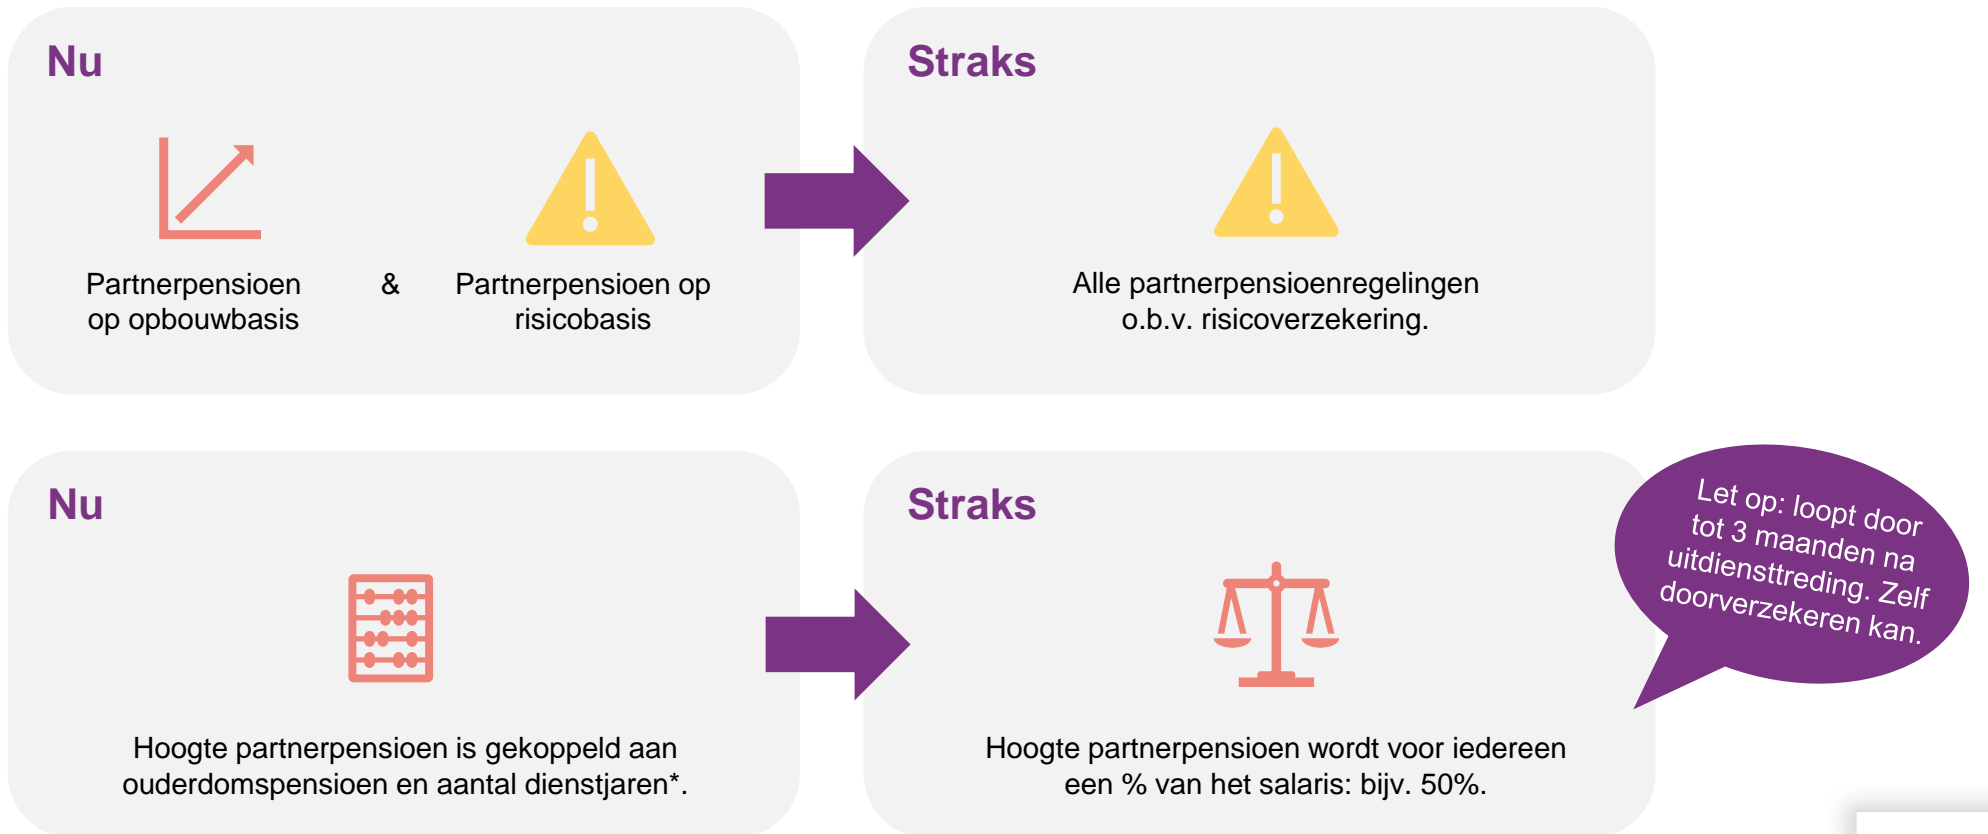 Nu
Partnerpensioen
op opbouwbasis
&
Partnerpensioen op
risicobasis
Straks
Alle partnerpensioenregelingen
o.b.v. risicoverzekering.
Nu
Hoogte partnerpensioen is gekoppeld aan
ouderdomspensioen en aantal dienstjaren*.
Straks
Hoogte partnerpensioen wordt voor iedereen
een % van het salaris: bijv. 50%.
Let op: loopt door
tot 3 maanden na
uitdiensttreding. Zelf
doorverzekeren kan.